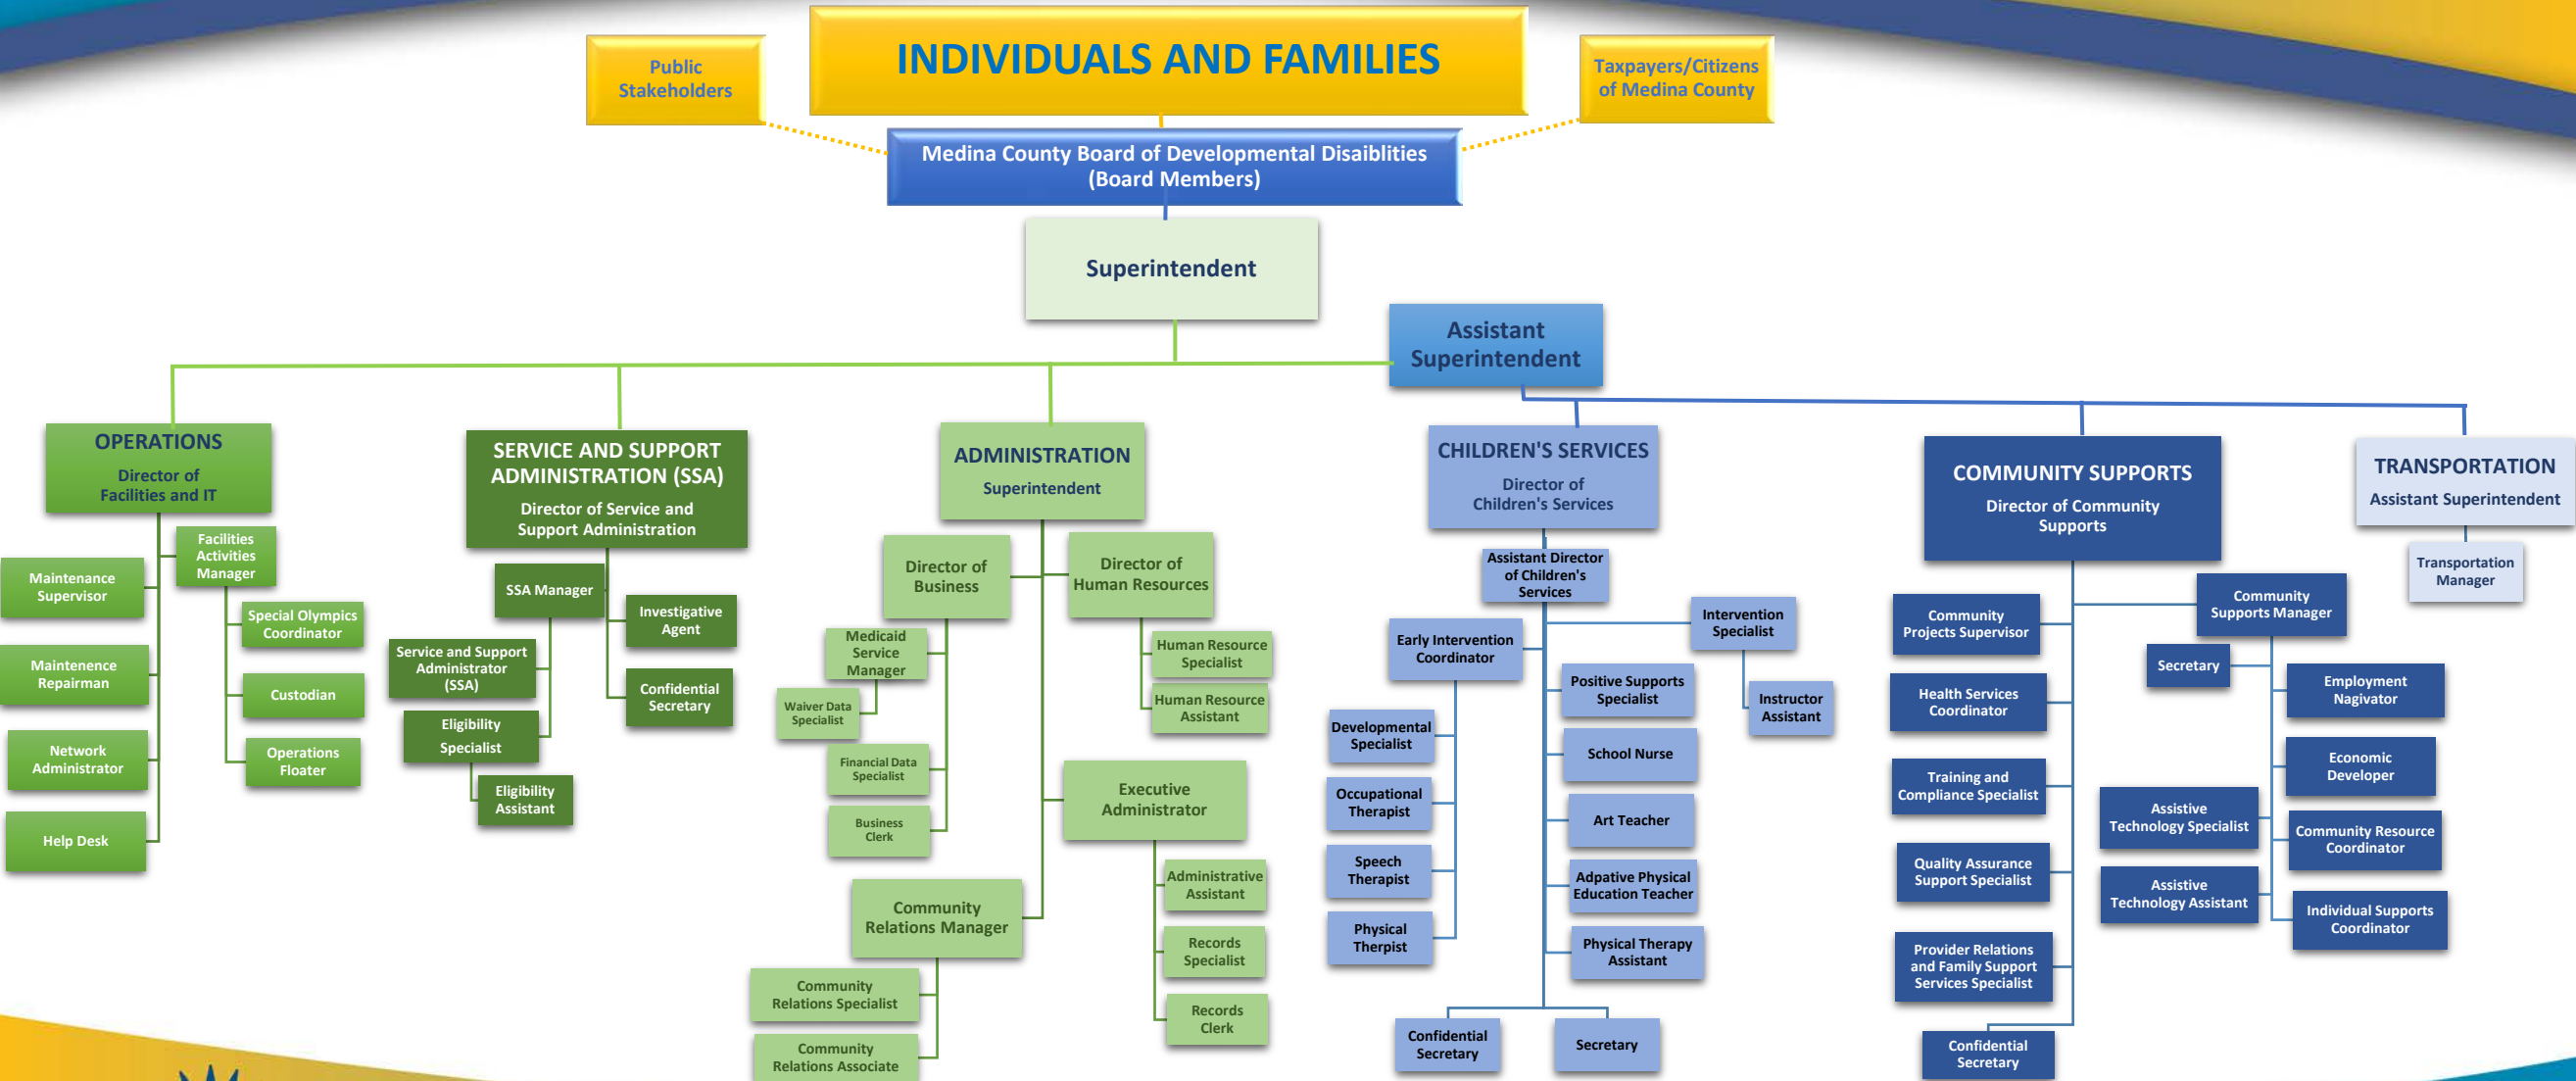 INDIVIDUALS AND FAMILIES
Public
Stakeholders
Taxpayers/Citizens
of Medina County
Medina County Board of Developmental Disaiblities
(Board Members)
Superintendent
Assistant
Superintendent
OPERATIONS
Director of
Facilities and IT
Facilities
Activities
Manager
Maintenance
Supervisor
Special Olympics
Coordinator
Maintenence
Repairman
Custodian
Network
Administrator
Operations
Floater
Help Desk
SERVICE AND SUPPORT
ADMINISTRATION (SSA)
Director of Service and
Support Administration
SSA Manager
Investigative
Agent
Service and Support
Administrator
(SSA)
Confidential
Secretary
Eligibility
Specialist
Eligibility
Assistant
ADMINISTRATION
Superintendent
Director of
Business
Director of
Human Resources
Medicaid
Service
Manager
Human Resource
Specialist
Waiver Data
Specialist
Human Resource
Assistant
Financial Data
Specialist
Business
Clerk
Executive
Administrator
Administrative
Assistant
Community
Relations Manager
Records
Specialist
Community
Relations Specialist
Records
Clerk
Community
Relations Associate
CHILDREN'S SERVICES
Director of
Children's Services
Assistant Director
of Children's
Services
Early Intervention
Coordinator
Intervention
Specialist
Positive Supports
Specialist
Instructor
Assistant
Developmental
Specialist
School Nurse
Occupational
Therapist
Art Teacher
Speech
Therapist
Adpative Physical
Education Teacher
Physical
Therpist
Physical Therapy
Assistant
Confidential
Secretary
Secretary
COMMUNITY SUPPORTS
Director of Community
Supports
Community
Projects Supervisor
Community
Supports Manager
Secretary
Health Services
Coordinator
Employment
Nagivator
Training and
Compliance Specialist
Economic
Developer
Assistive
Technology Specialist
Community Resource
Coordinator
Quality Assurance
Support Specialist
Assistive
Technology Assistant
Individual Supports
Coordinator
Provider Relations
and Family Support
Services Specialist
Confidential
Secretary
TRANSPORTATION
Assistant Superintendent
Transportation
Manager